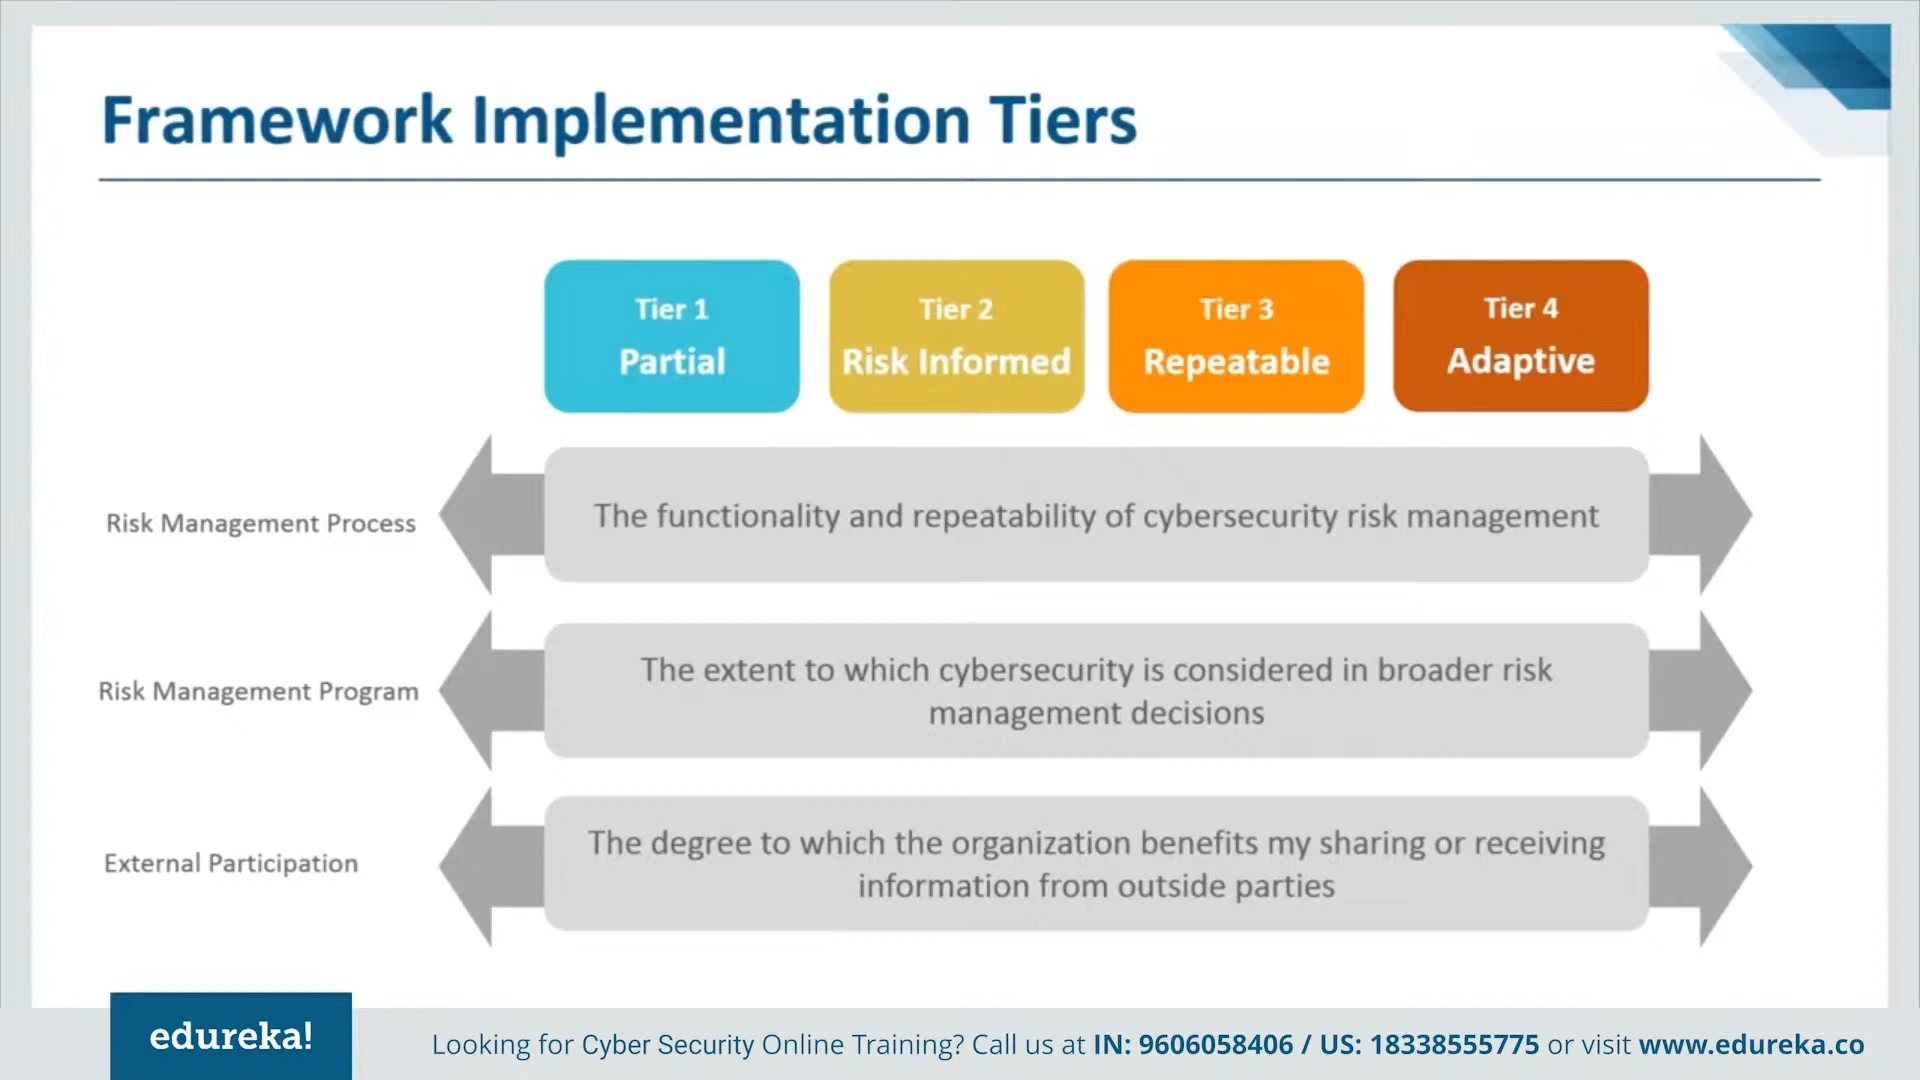 Framework Implementation Tiers
Tier 1
Partial
Tier 2
Risk Informed
Tier 3
Repeatable
Tier 4
Adaptive
Risk Management Process
The functionality and repeatability of cybersecurity risk management
Risk Management Program
The extent to which cybersecurity is considered in broader risk
management decisions
External Participation
The degree to which the organization benefits my sharing or receiving
information from outside parties
edureka!
Looking for Cyber Security Online Training? Call us at IN: 9606058406 / US: 18338555775 or visit www.edureka.co